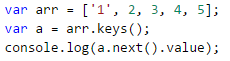 var arr = ['1', 2, 3, 4, 5];
var a = arr.keys();
console.log(a.next().value);